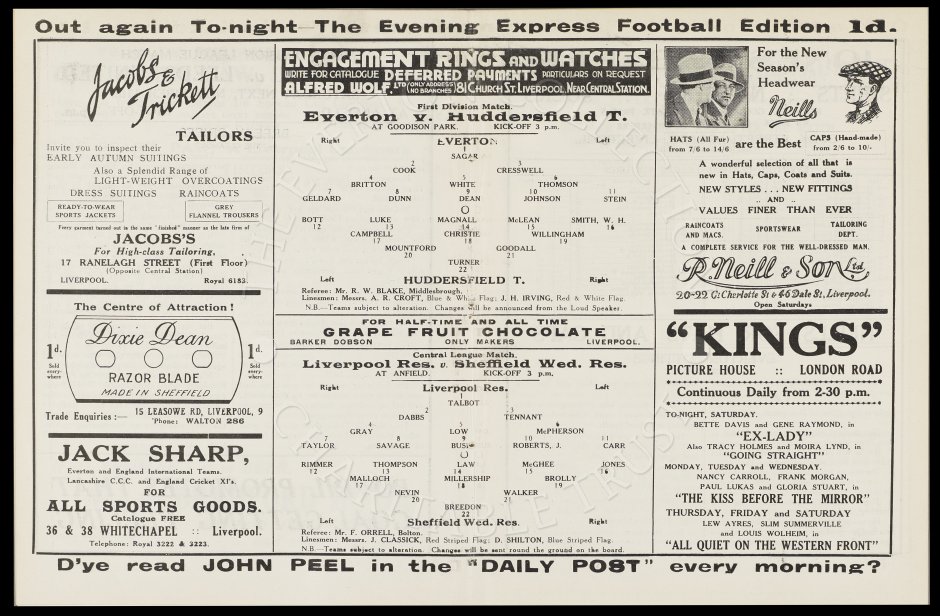 Out again To-night—The Evening Express Football Edition 1d.
Jacobs & Trickett
TAILORS
Invite you to inspect their
EARLY AUTUMN SUITINGS
Also a Splendid Range of
LIGHT-WEIGHT OVERCOATINGS
DRESS SUITINGS RAINCOATS
READY-TO-WEAR SPORTS JACKETS
GREY FLANNEL TROUSERS
Every garment turned out in the same "finished" manner as the late firm of
JACOBS'S
For High-class Tailoring,
17 RANELAGH STREET (First Floor)
(Opposite Central Station)
LIVERPOOL. Royal 6183.
The Centre of Attraction!
Dixie Dean
1d. Sold every-where
1d. Sold every-where
RAZOR BLADE
MADE IN SHEFFIELD
Trade Enquiries:— 15 LEASOWE RD, LIVERPOOL, 9
Phone: WALTON 286
JACK SHARP,
Everton and England International Teams.
Lancashire C.C.C. and England Cricket XI's.
FOR
ALL SPORTS GOODS.
Catalogue FREE
36 & 38 WHITECHAPEL :: Liverpool.
Telephone: Royal 3222 & 3223.
ENGAGEMENT RINGS AND WATCHES
WRITE FOR CATALOGUE DEFERRED PAYMENTS PARTICULARS ON REQUEST
ALFRED WOLF, LTD (ONLY ADDRESS NO BRANCHES) 81 CHURCH ST. LIVERPOOL. NEAR CENTRAL STATION.
First Division Match.
Everton v. Huddersfield T.
AT GOODISON PARK. KICK-OFF 3 p.m.
Right EVERTON Left
1
SAGAR
2 3
COOK CRESSWELL
4 5 6
BRITTON WHITE THOMSON
7 8 9 10 11
GELDARD DUNN DEAN JOHNSON STEIN
O
BOTT LUKE MAGNALL McLEAN SMITH, W. H.
12 13 14 15 16
CAMPBELL CHRISTIE WILLINGHAM
17 18 19
MOUNTFORD GOODALL
20 21
TURNER
22
Left HUDDERSFIELD T. Right
Referee: Mr. R. W. BLAKE, Middlesbrough.
Linesmen: Messrs. A. R. CROFT, Blue & White Flag; J. H. IRVING, Red & White Flag.
N.B.—Teams subject to alteration. Changes will be announced from the Loud Speaker.
FOR HALF-TIME AND ALL TIME
GRAPE FRUIT CHOCOLATE
BARKER DOBSON ONLY MAKERS LIVERPOOL.
Central League Match.
Liverpool Res. v. Sheffield Wed. Res.
AT ANFIELD. KICK-OFF 3 p.m.
Right Liverpool Res. Left
1
TALBOT
2 3
DABBS TENNANT
4 5 6
GRAY LOW McPHERSON
7 8 9 10 11
TAYLOR SAVAGE BUSH ROBERTS, J. CARR
O
RIMMER THOMPSON LAW McGHEE JONES
12 13 14 15 16
MALLOCH MILLERSHIP BROLLY
17 18 19
NEVIN WALKER
20 21
BREEDON
22
Left Sheffield Wed. Res. Right
Referee: Mr. F. ORRELL, Bolton.
Linesmen: Messrs. J. CLASSICK, Red Striped Flag; D. SHILTON, Blue Striped Flag.
N.B.—Teams subject to alteration. Changes will be sent round the ground on the board.
For the New
Season's
Headwear
Neills
HATS (All Fur) from 7/6 to 14/6
are the Best
CAPS (Hand-made) from 2/6 to 10/-
A wonderful selection of all that is
new in Hats, Caps, Coats and Suits.
NEW STYLES . . . NEW FITTINGS
.. AND ..
VALUES FINER THAN EVER
RAINCOATS AND MACS. SPORTSWEAR TAILORING DEPT.
A COMPLETE SERVICE FOR THE WELL-DRESSED MAN.
R. Neill & Son Ltd.
20-22 Gt Charlotte St & 46 Dale St, Liverpool.
Open Saturdays
"KINGS"
PICTURE HOUSE :: LONDON ROAD
Continuous Daily from 2-30 p.m.
TO-NIGHT, SATURDAY.
BETTE DAVIS and GENE RAYMOND, in
"EX-LADY"
Also TRACY HOLMES and MOIRA LYND, in
"GOING STRAIGHT"
MONDAY, TUESDAY and WEDNESDAY.
NANCY CARROLL, FRANK MORGAN,
PAUL LUKAS and GLORIA STUART, in
"THE KISS BEFORE THE MIRROR"
THURSDAY, FRIDAY and SATURDAY
LEW AYRES, SLIM SUMMERVILLE
and LOUIS WOLHEIM, in
"ALL QUIET ON THE WESTERN FRONT"
D'ye read JOHN PEEL in the "DAILY POST" every morning?